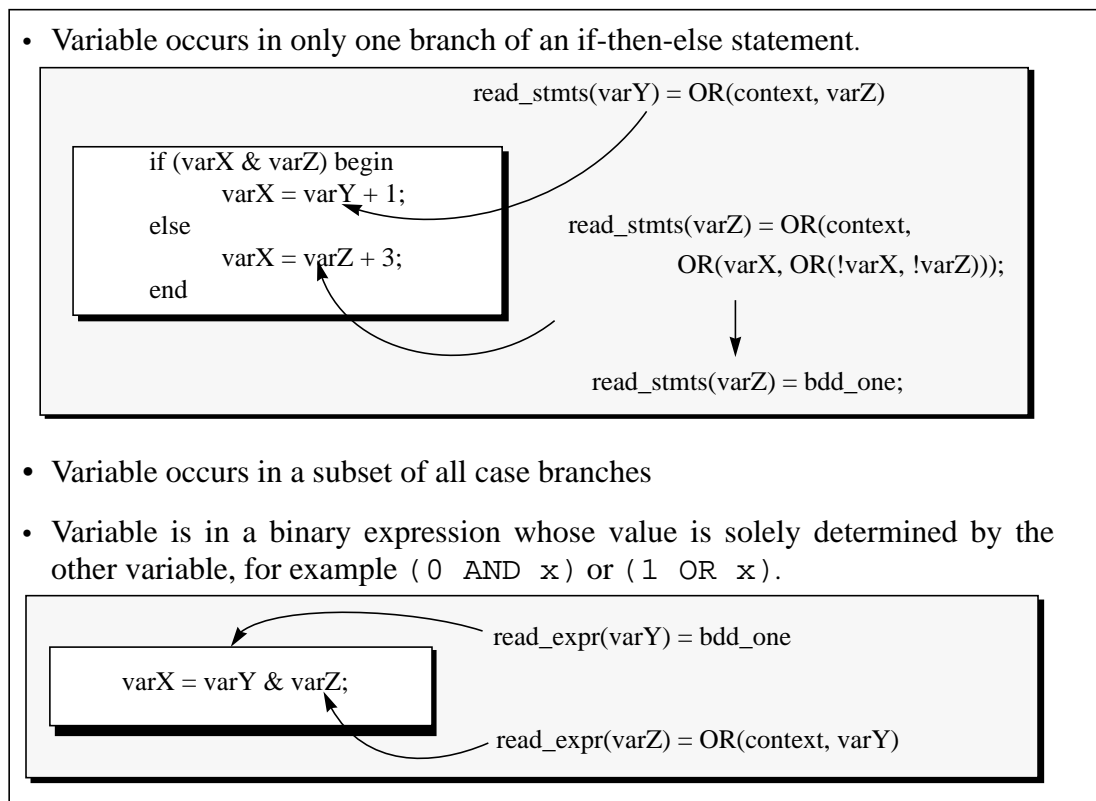 • Variable occurs in only one branch of an if-then-else statement.
read_stmts(varY) = OR(context, varZ)
if (varX & varZ) begin
varX = varY + 1;
else
varX = varZ + 3;
end
read_stmts(varZ) = OR(context,
OR(varX, OR(!varX, !varZ)));
read_stmts(varZ) = bdd_one;
• Variable occurs in a subset of all case branches
• Variable is in a binary expression whose value is solely determined by the
other variable, for example (0 AND x) or (1 OR x).
read_expr(varY) = bdd_one
varX = varY & varZ;
read_expr(varZ) = OR(context, varY)